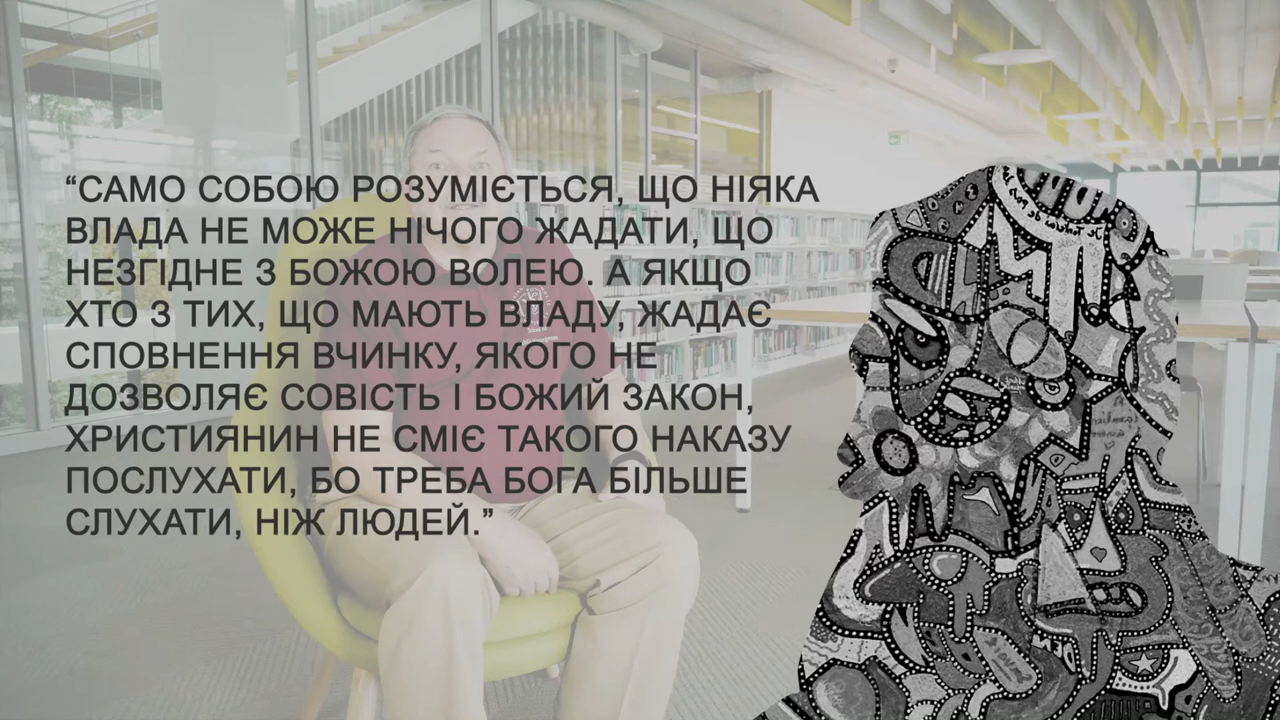 “САМО СОБОЮ РОЗУМІЄТЬСЯ, ЩО НІЯКА
ВЛАДА НЕ МОЖЕ НІЧОГО ЖАДАТИ, ЩО
НЕЗГІДНЕ З БОЖОЮ ВОЛЕЮ. А ЯКЩО
ХТО З ТИХ, ЩО МАЮТЬ ВЛАДУ, ЖАДАЄ
СПОВНЕННЯ ВЧИНКУ, ЯКОГО НЕ
ДОЗВОЛЯЄ СОВІСТЬ І БОЖИЙ ЗАКОН,
ХРИСТИЯНИН НЕ СМІЄ ТАКОГО НАКАЗУ
ПОСЛУХАТИ, БО ТРЕБА БОГА БІЛЬШЕ
СЛУХАТИ, НІЖ ЛЮДЕЙ.”